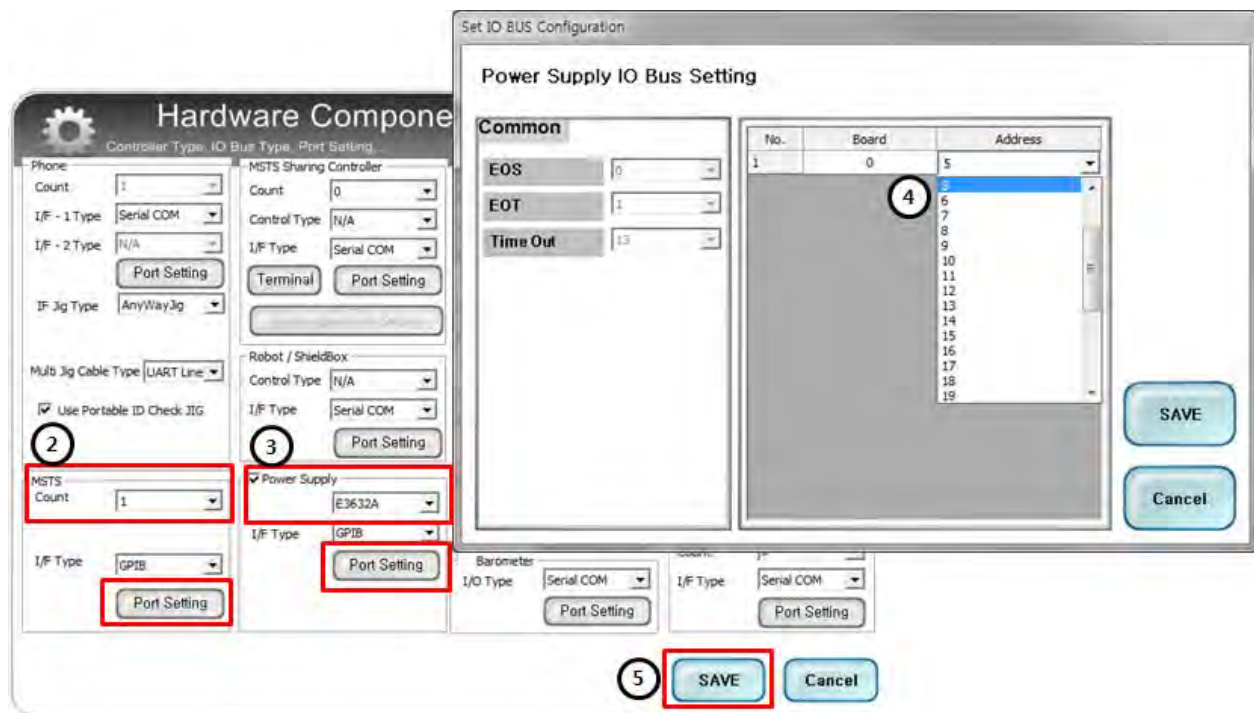 Set IO BUS Configuration
Power Supply IO Bus Setting
Common
EOS
0
EOT
1
Time Out
13
No.
Board
Address
1
0
5
4
5
6
7
8
9
10
11
12
13
14
15
16
17
18
19
SAVE
Cancel
Hardware Compone
Controller Type, IO Bus Type, Port Setting...
Phone
Count
1
I/F - 1 Type
Serial COM
I/F - 2 Type
N/A
Port Setting
IF Jig Type
AnyWayJig
Multi Jig Cable Type
UART Line
Use Portable ID Check JIG
2
MSTS
Count
1
I/F Type
GPIB
Port Setting
MSTS Sharing Controller
Count
0
Control Type
N/A
I/F Type
Serial COM
Terminal
Port Setting
Robot / ShieldBox
Control Type
N/A
I/F Type
Serial COM
Port Setting
3
Power Supply
E3632A
I/F Type
GPIB
Port Setting
Barometer
I/O Type
Serial COM
Port Setting
I/F Type
Serial COM
Port Setting
5
SAVE
Cancel